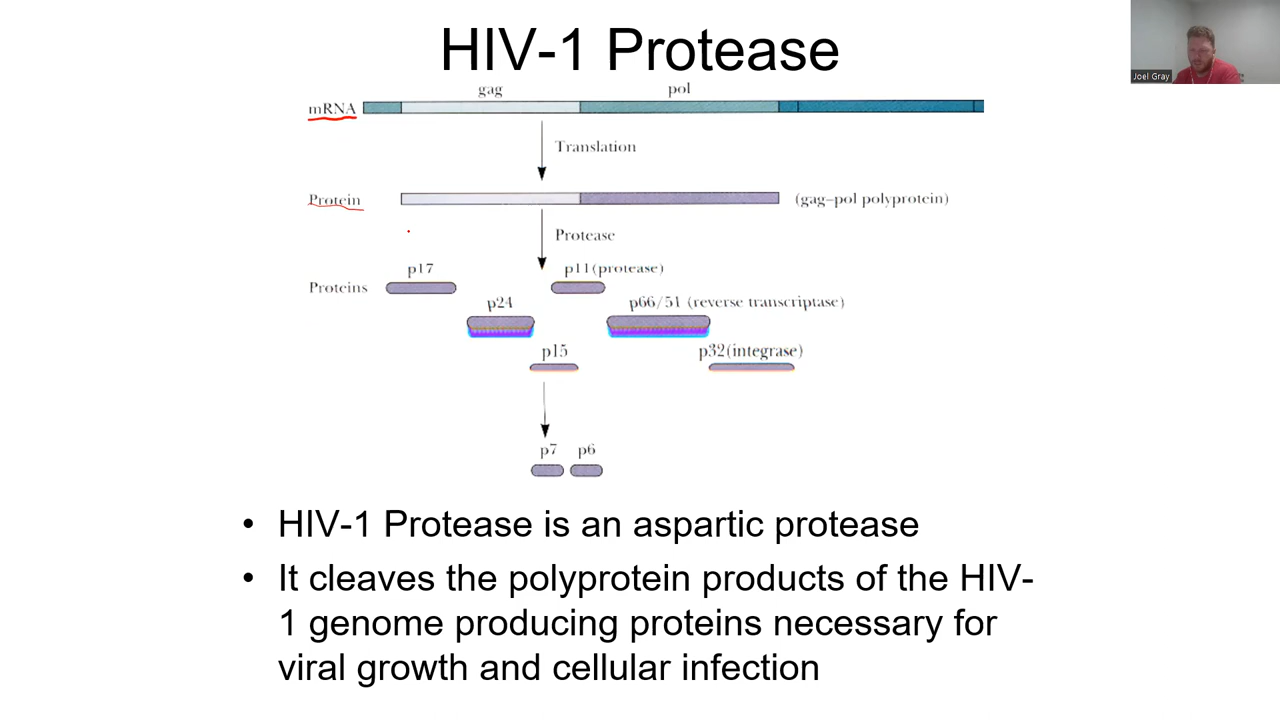 HIV-1 Protease
Joel Gray
gag pol
mRNA
Translation
Protein (gag–pol polyprotein)
Protease
p17 p11(protease)
Proteins
p24 p66/51 (reverse transcriptase)
p15 p32(integrase)
p7 p6
• HIV-1 Protease is an aspartic protease
• It cleaves the polyprotein products of the HIV-
1 genome producing proteins necessary for
viral growth and cellular infection